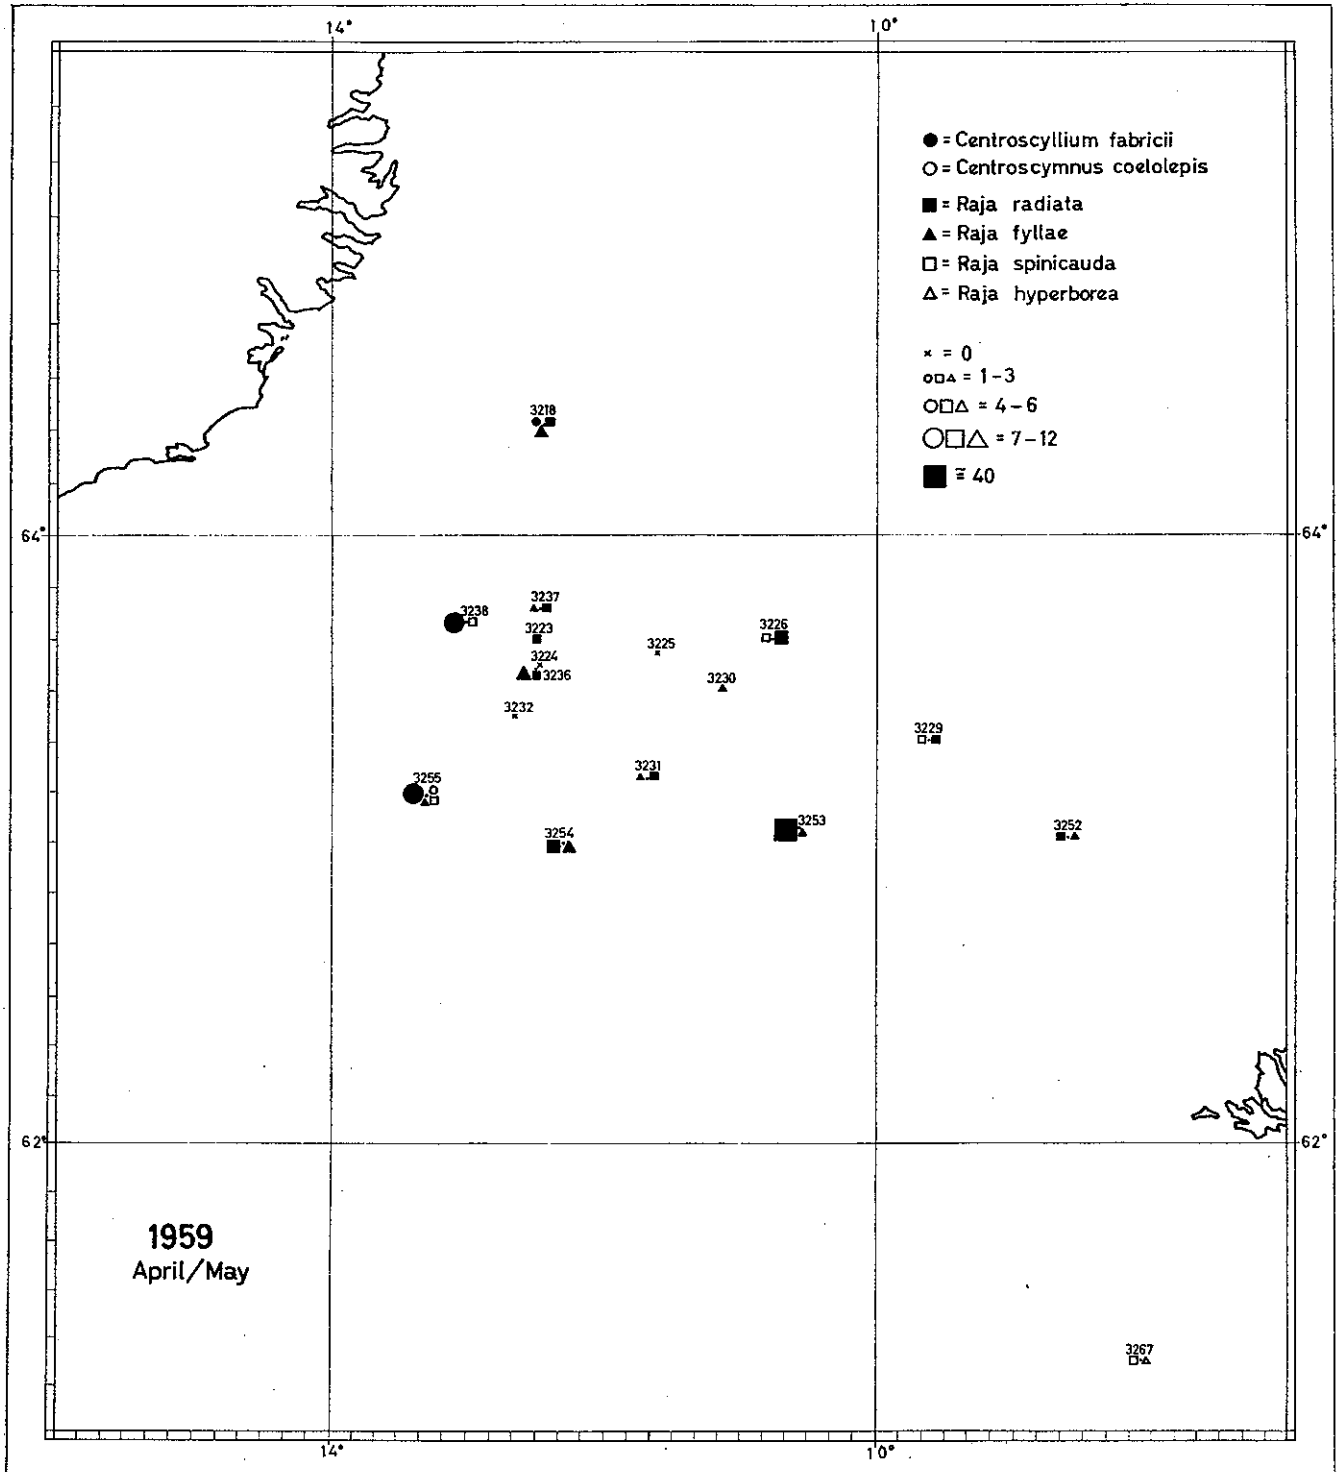 14° 10°
● = Centroscyllium fabricii
○ = Centroscymnus coelolepis
■ = Raja radiata
▲ = Raja fyllae
□ = Raja spinicauda
△ = Raja hyperborea
× = 0
○□△ = 1-3
○□△ = 4-6
○□△ = 7-12
■ ≅ 40
3218
64° 64°
3237
3238
3223
3226
3225
3224
3236
3230
3232
3229
3231
3255
3253
3252
3254
62° 62°
1959
April/May
3267
14° 10°